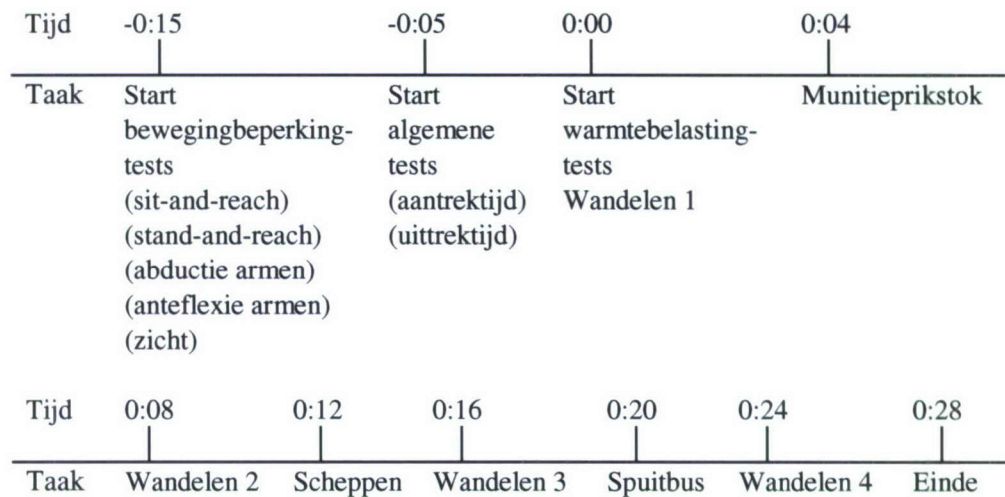 Tijd -0:15 -0:05 0:00 0:04
Taak Start Start Start Munitieprikstok
bewegingbeperking- algemene warmtebelasting-
tests tests tests
(sit-and-reach) (aantrektijd) Wandelen 1
(stand-and-reach) (uittrektijd)
(abductie armen)
(anteflexie armen)
(zicht)
Tijd 0:08 0:12 0:16 0:20 0:24 0:28
Taak Wandelen 2 Scheppen Wandelen 3 Spuitbus Wandelen 4 Einde